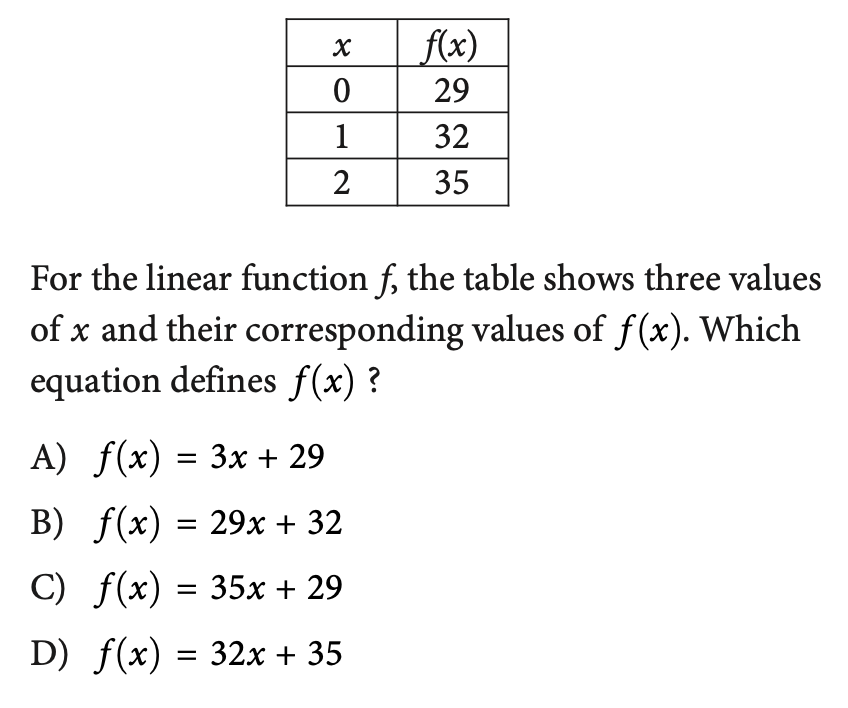 x f(x)
0 29
1 32
2 35
For the linear function f, the table shows three values
of x and their corresponding values of f(x). Which
equation defines f(x) ?
A) f(x) = 3x + 29
B) f(x) = 29x + 32
C) f(x) = 35x + 29
D) f(x) = 32x + 35